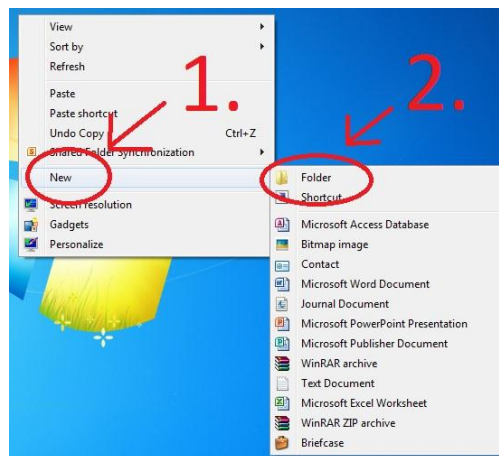 View
Sort by
Refresh
1.
2.
Paste
Paste shortcut
Undo Copy Ctrl+Z
Shared Folder Synchronization
New
Screen resolution
Gadgets
Personalize
Folder
Shortcut
Microsoft Access Database
Bitmap image
Contact
Microsoft Word Document
Journal Document
Microsoft PowerPoint Presentation
Microsoft Publisher Document
WinRAR archive
Text Document
Microsoft Excel Worksheet
WinRAR ZIP archive
Briefcase